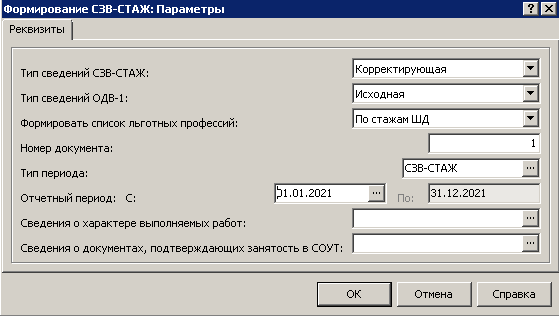 Формирование СЗВ-СТАЖ: Параметры
Реквизиты
Тип сведений СЗВ-СТАЖ: Корректирующая
Тип сведений ОДВ-1: Исходная
Формировать список льготных профессий: По стажам ШД
Номер документа: 1
Тип периода: СЗВ-СТАЖ
Отчетный период: С: 01.01.2021 По: 31.12.2021
Сведения о характере выполняемых работ:
Сведения о документах, подтверждающих занятость в СОУТ:
ОК Отмена Справка